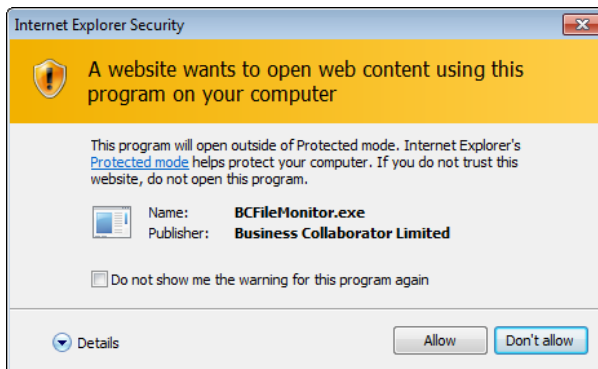 Internet Explorer Security
A website wants to open web content using this
program on your computer
This program will open outside of Protected mode. Internet Explorer's
Protected mode helps protect your computer. If you do not trust this
website, do not open this program.
Name: BCFileMonitor.exe
Publisher: Business Collaborator Limited
Do not show me the warning for this program again
Details Allow Don't allow